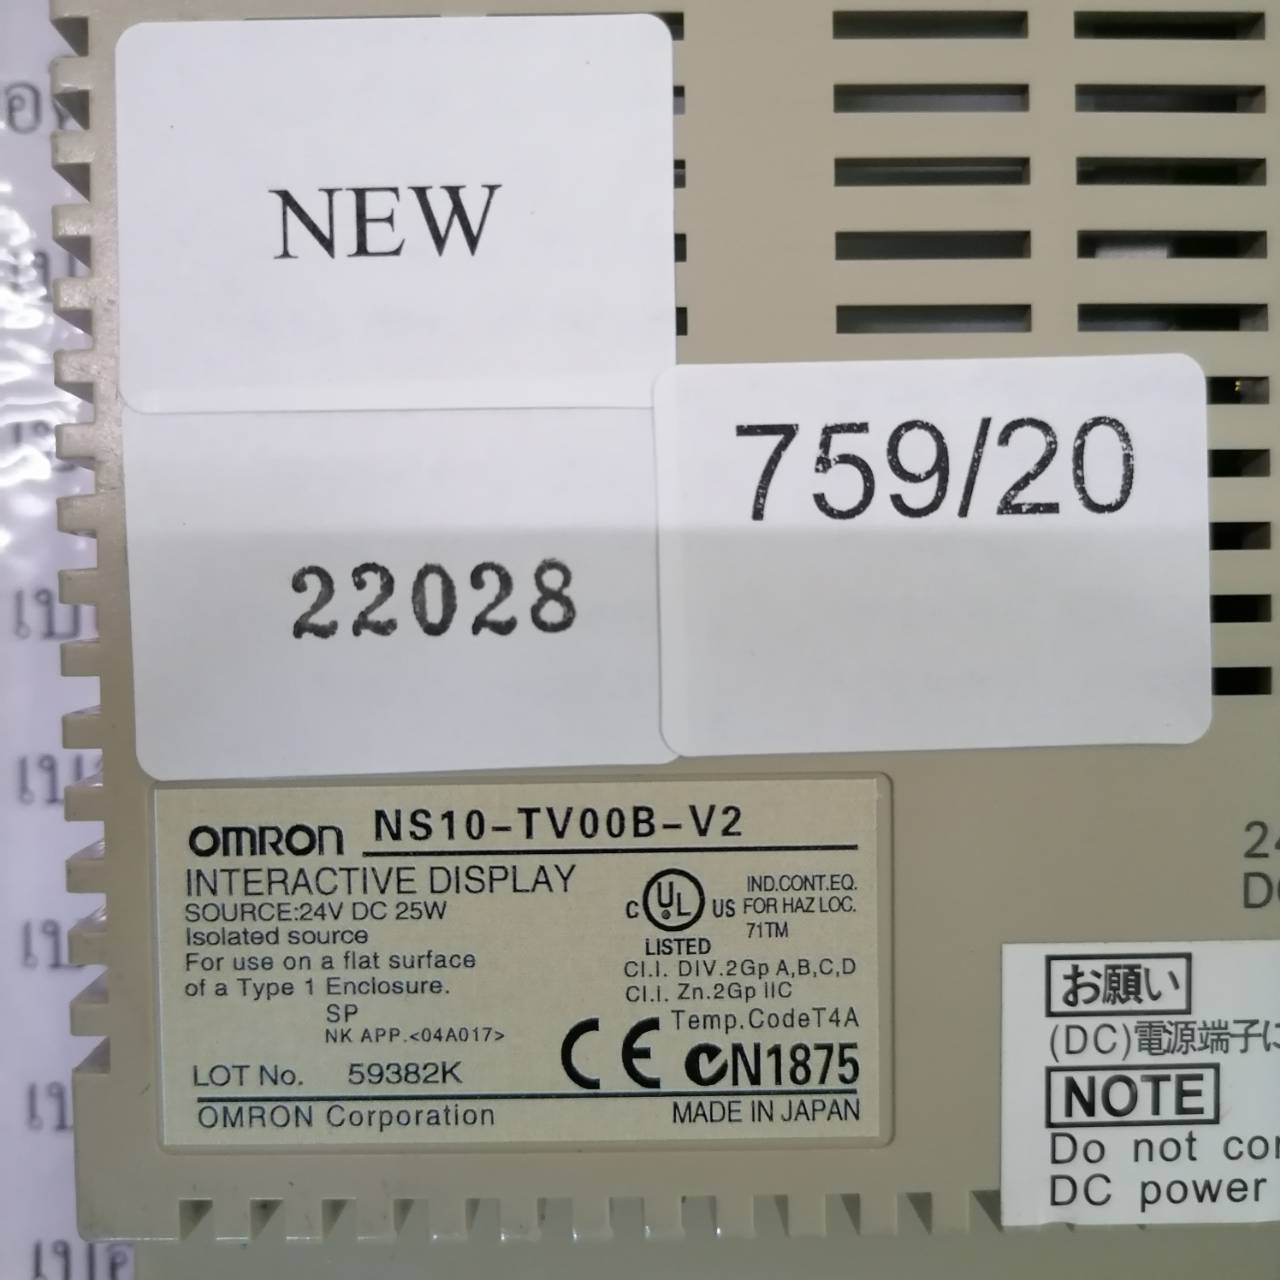 NEW
22028
759/20
OMRON NS10-TV00B-V2
INTERACTIVE DISPLAY
SOURCE:24V DC 25W
Isolated source
For use on a flat surface
of a Type 1 Enclosure.
SP
NK APP.<04A017>
LOT No. 59382K
OMRON Corporation
C UL US
LISTED
IND.CONT.EQ.
FOR HAZ LOC.
71TM
Cl.I. DIV.2Gp A,B,C,D
Cl.I. Zn.2Gp IIC
Temp.CodeT4A
CE N1875
MADE IN JAPAN
お願い
(DC)電源端子に
NOTE
Do not
DC power